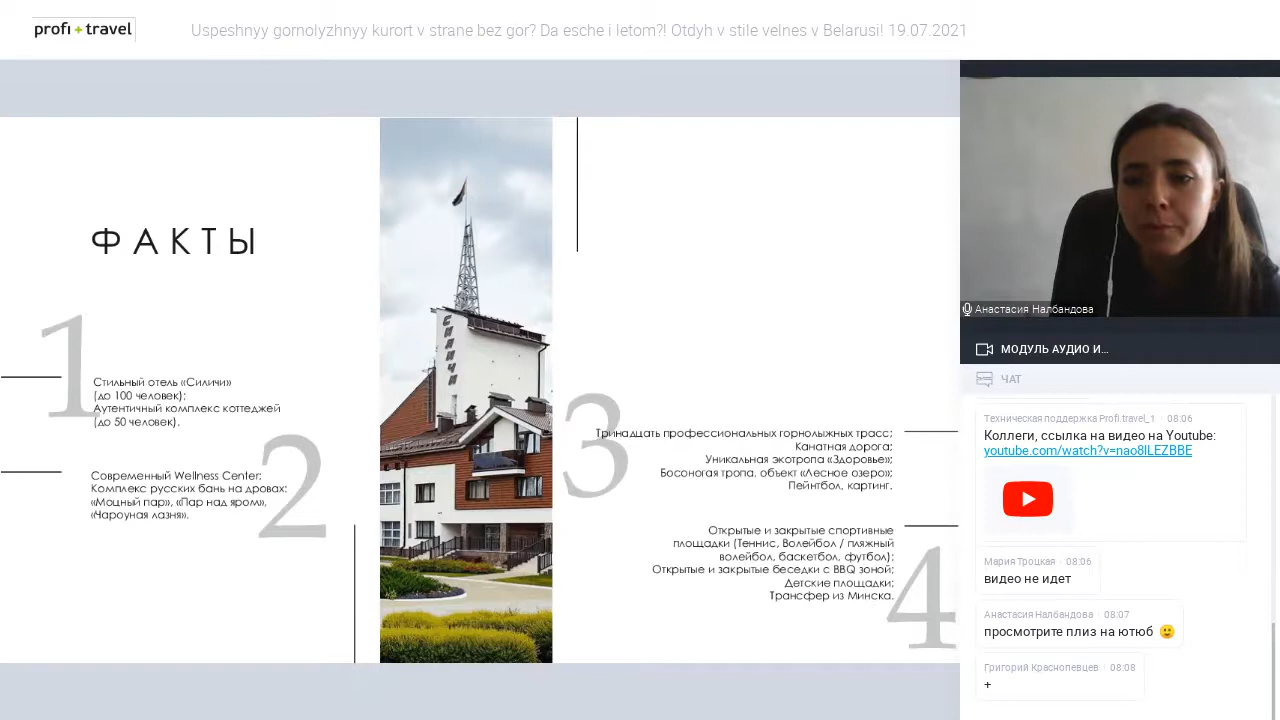 profi + travel
Uspeshnyy gornolyzhnyy kurort v strane bez gor? Da esche i letom?! Otdyh v stile velnes v Belarusi! 19.07.2021
ФАКТЫ
1
Стильный отель «Силичи»
(до 100 человек);
Аутентичный комплекс коттеджей
(до 50 человек).
2
Современный Wellness Center;
Комплекс русских бань на дровах:
«Мощный пар», «Пар над яром»,
«Чароуная лазня».
СИЛИЧИ
3
Тринадцать профессиональных горнолыжных трасс;
Канатная дорога;
Уникальная экотропа «Здоровье»;
Босоногая тропа, объект «Лесное озеро»;
Пейнтбол, картинг.
Открытые и закрытые спортивные
площадки (Теннис, Волейбол / пляжный
волейбол, баскетбол, футбол);
Открытые и закрытые беседки с BBQ зоной;
Детские площадки;
Трансфер из Минска.
4
Анастасия Налбандова
МОДУЛЬ АУДИО И...
ЧАТ
Техническая поддержка Profi.travel_1 · 08:06
Коллеги, ссылка на видео на Youtube:
youtube.com/watch?v=nao8lLEZBBE
Мария Троцкая · 08:06
видео не идет
Анастасия Налбандова · 08:07
просмотрите плиз на ютюб 🙂
Григорий Краснопевцев · 08:08
+